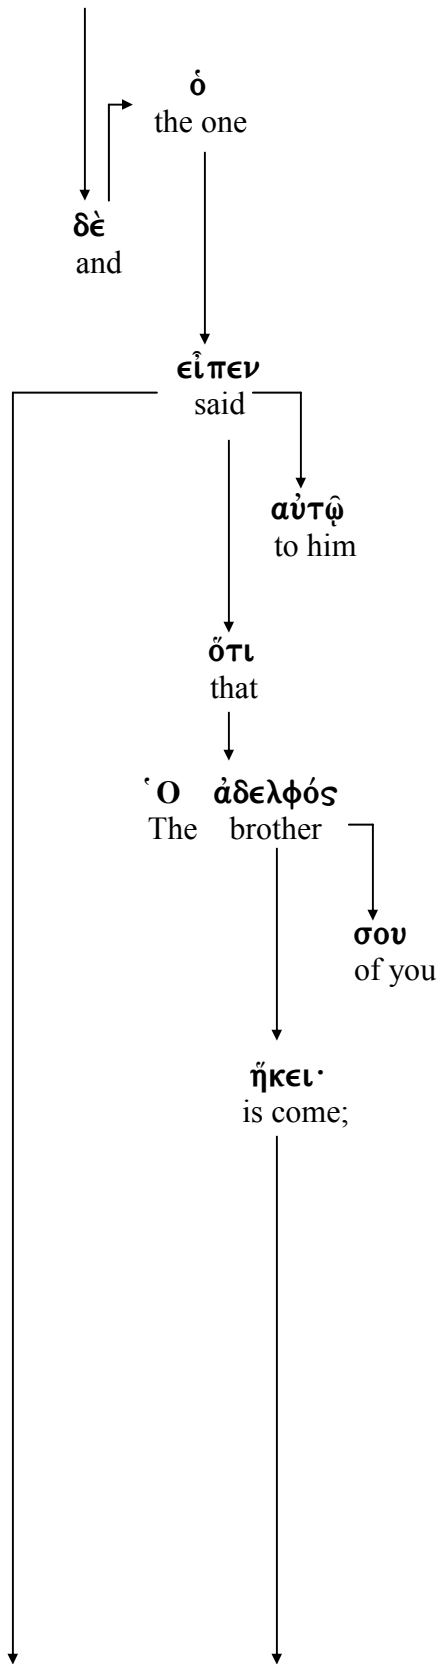 ὁ
the one
δὲ
and
εἶπεν
said
αὐτῷ
to him
ὅτι
that
Ὁ ἀδελφός
The brother
σου
of you
ἥκει·
is come;